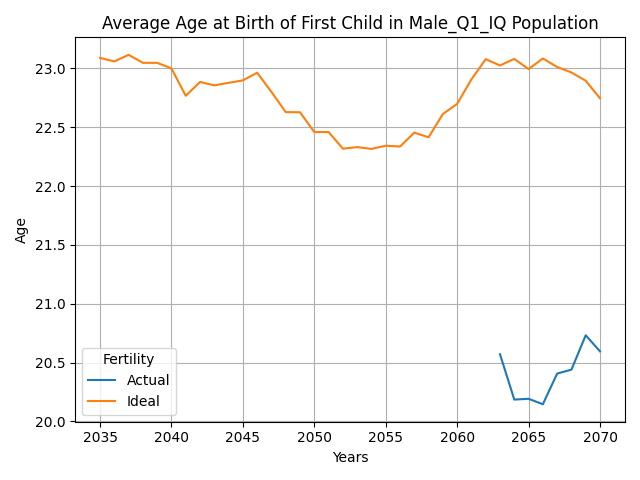 Average Age at Birth of First Child in Male_Q1_IQ Population
23.0
22.5
22.0
21.5
21.0
20.5
20.0
Age
Fertility
Actual
Ideal
2035 2040 2045 2050 2055 2060 2065 2070
Years